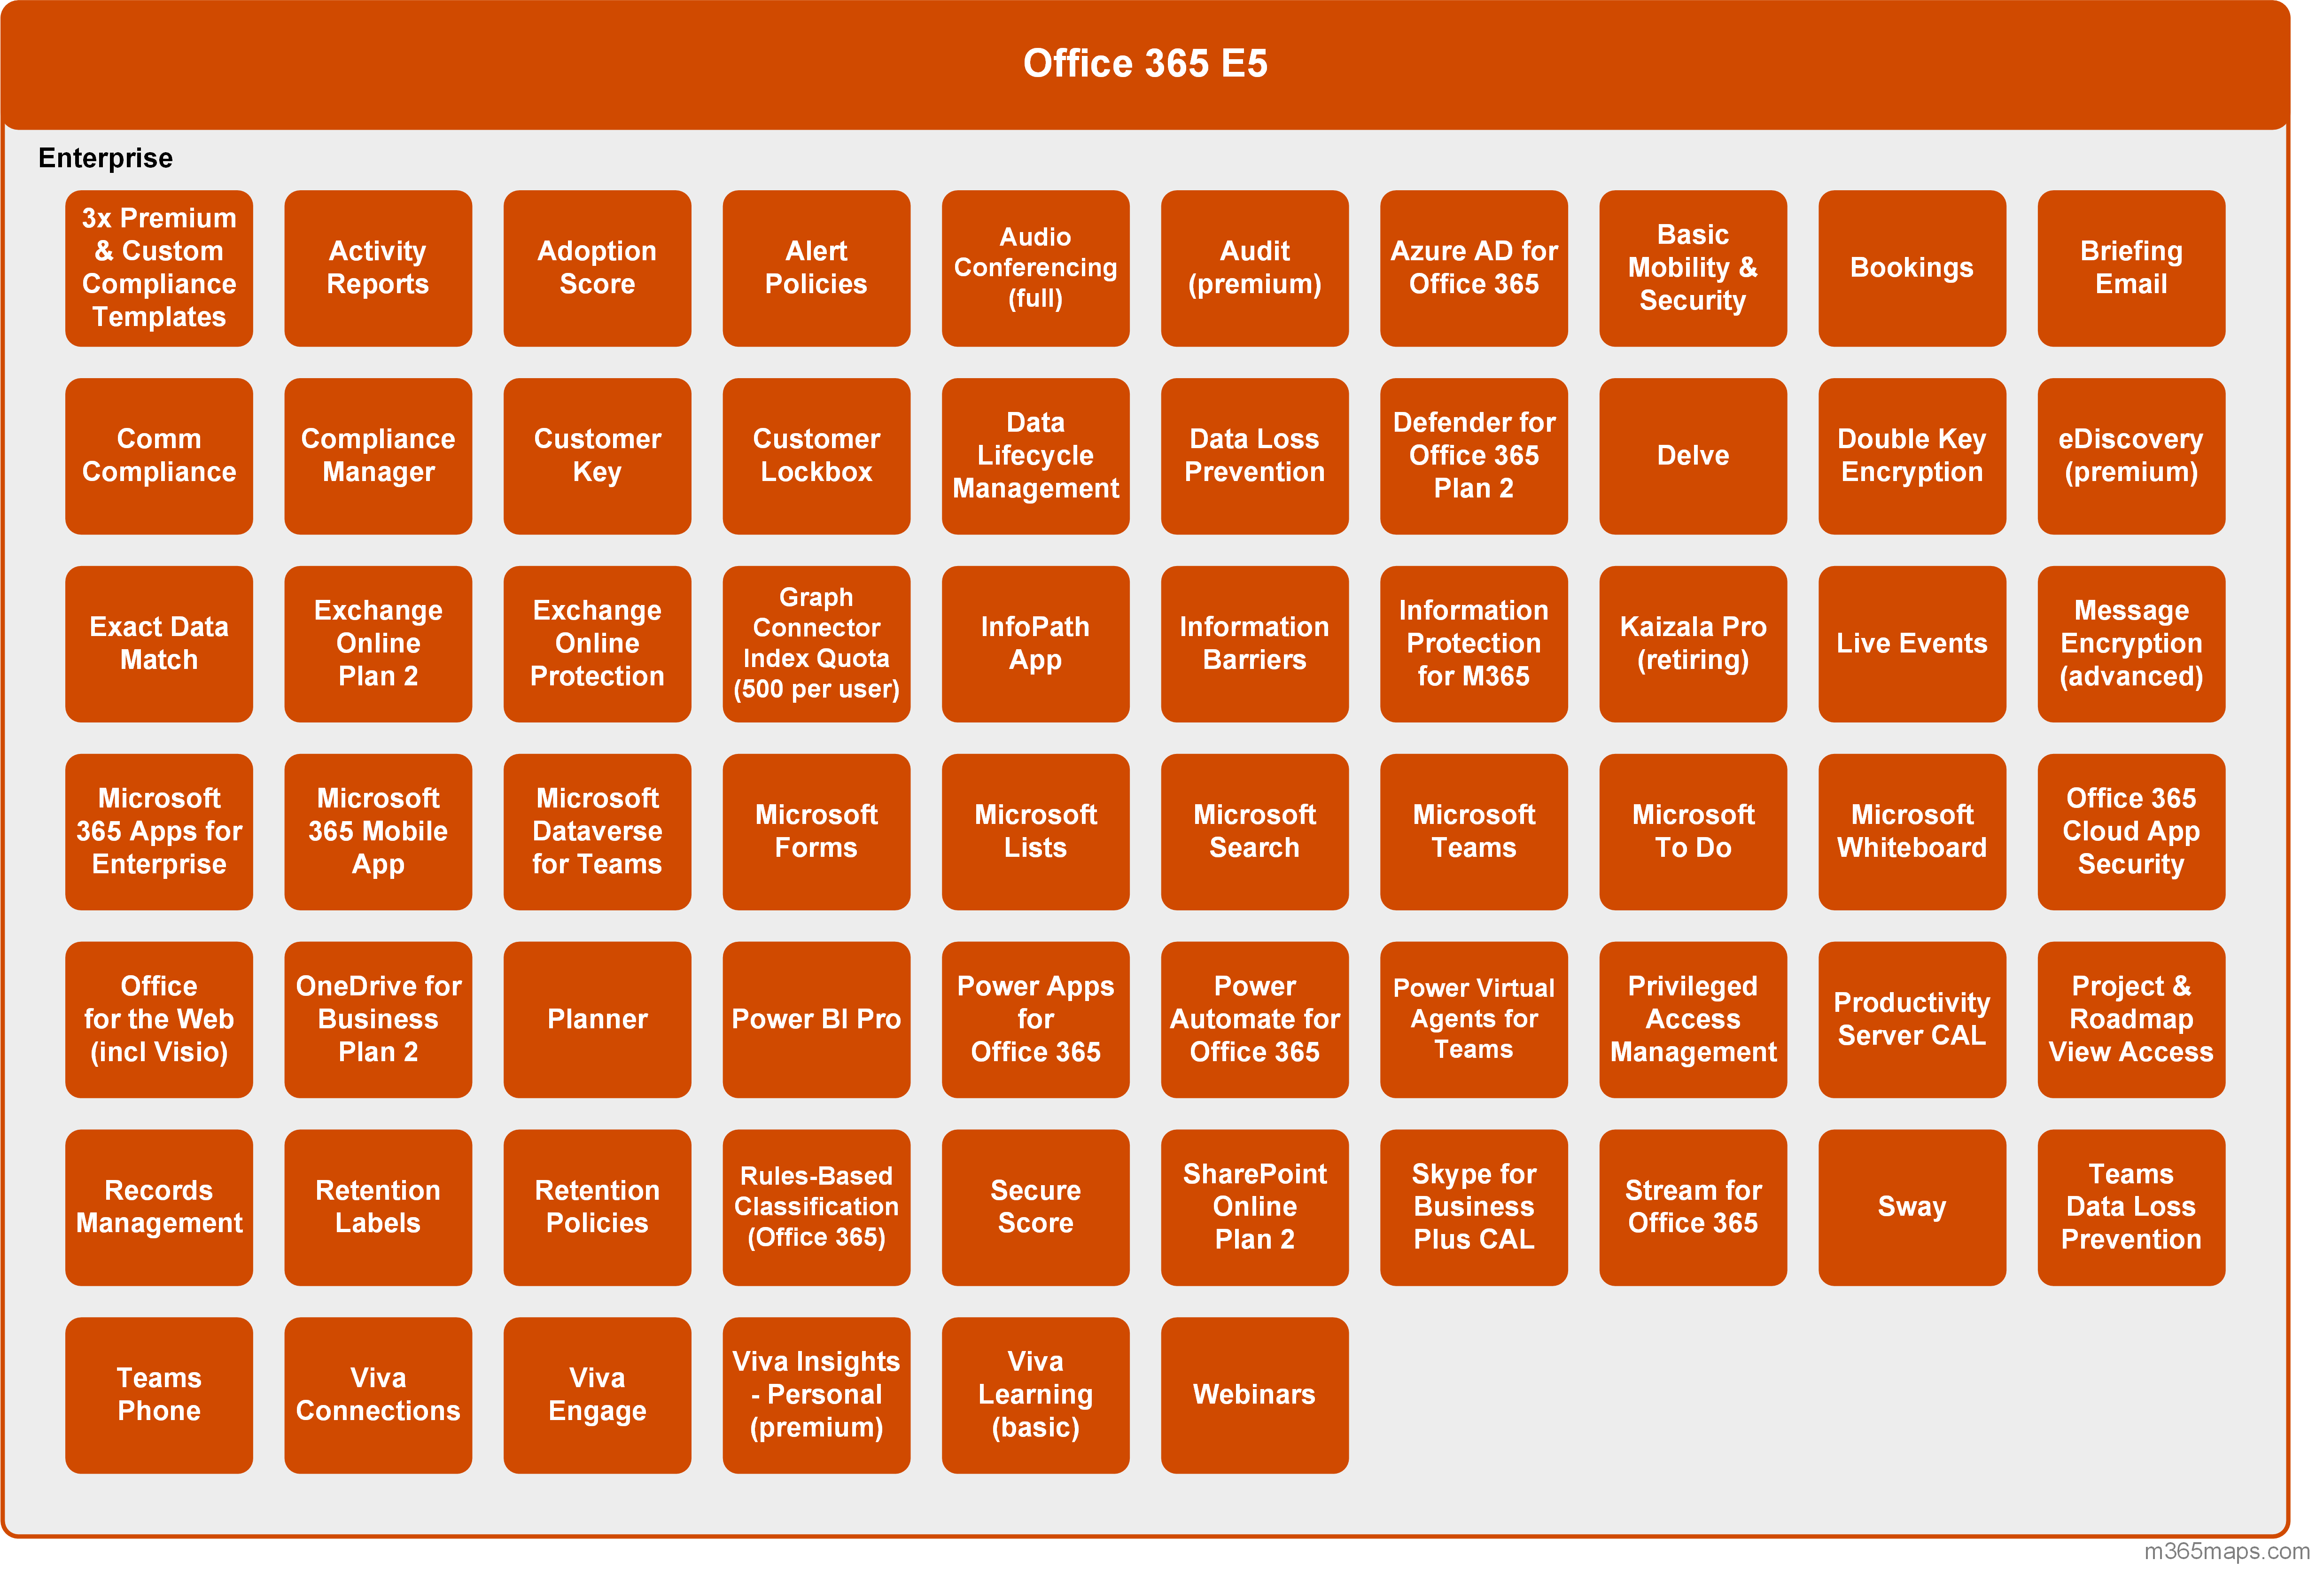 Office 365 E5
Enterprise
3x Premium
& Custom
Compliance
Templates
Activity
Reports
Adoption
Score
Alert
Policies
Audio
Conferencing
(full)
Audit
(premium)
Azure AD for
Office 365
Basic
Mobility &
Security
Bookings
Briefing
Email
Comm
Compliance
Compliance
Manager
Customer
Key
Customer
Lockbox
Data
Lifecycle
Management
Data Loss
Prevention
Defender for
Office 365
Plan 2
Delve
Double Key
Encryption
eDiscovery
(premium)
Exact Data
Match
Exchange
Online
Plan 2
Exchange
Online
Protection
Graph
Connector
Index Quota
(500 per user)
InfoPath
App
Information
Barriers
Information
Protection
for M365
Kaizala Pro
(retiring)
Live Events
Message
Encryption
(advanced)
Microsoft
365 Apps for
Enterprise
Microsoft
365 Mobile
App
Microsoft
Dataverse
for Teams
Microsoft
Forms
Microsoft
Lists
Microsoft
Search
Microsoft
Teams
Microsoft
To Do
Microsoft
Whiteboard
Office 365
Cloud App
Security
Office
for the Web
(incl Visio)
OneDrive for
Business
Plan 2
Planner
Power BI Pro
Power Apps
for
Office 365
Power
Automate for
Office 365
Power Virtual
Agents for
Teams
Privileged
Access
Management
Productivity
Server CAL
Project &
Roadmap
View Access
Records
Management
Retention
Labels
Retention
Policies
Rules-Based
Classification
(Office 365)
Secure
Score
SharePoint
Online
Plan 2
Skype for
Business
Plus CAL
Stream for
Office 365
Sway
Teams
Data Loss
Prevention
Teams
Phone
Viva
Connections
Viva
Engage
Viva Insights
- Personal
(premium)
Viva
Learning
(basic)
Webinars
m365maps.com